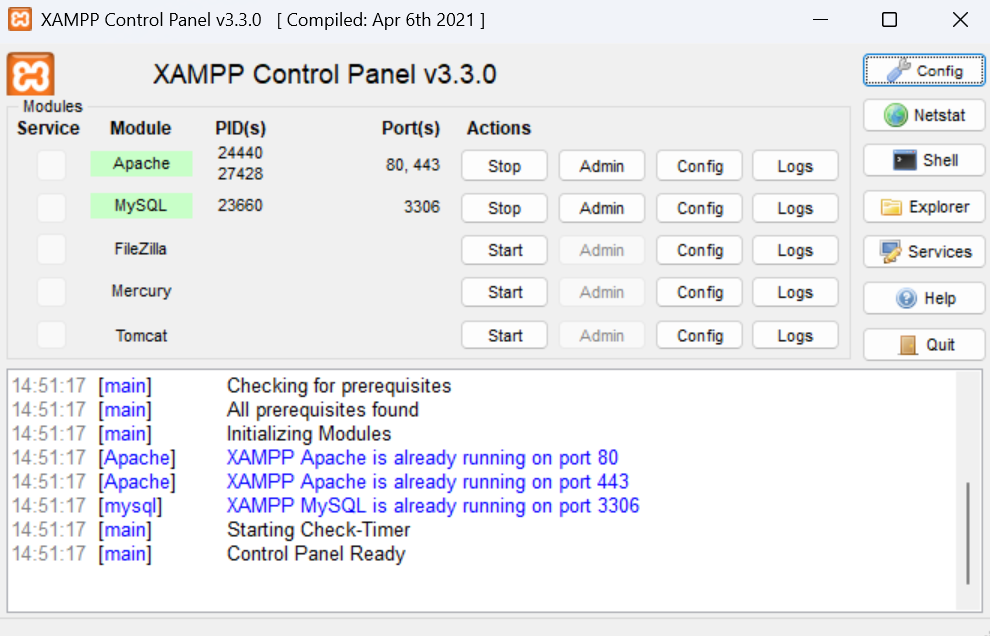 XAMPP Control Panel v3.3.0 [ Compiled: Apr 6th 2021 ]
XAMPP Control Panel v3.3.0
Config
Netstat
Shell
Explorer
Services
Help
Quit
Modules
Service Module PID(s) Port(s) Actions
Apache 24440 27428 80, 443 Stop Admin Config Logs
MySQL 23660 3306 Stop Admin Config Logs
FileZilla Start Admin Config Logs
Mercury Start Admin Config Logs
Tomcat Start Admin Config Logs
14:51:17 [main] Checking for prerequisites
14:51:17 [main] All prerequisites found
14:51:17 [main] Initializing Modules
14:51:17 [Apache] XAMPP Apache is already running on port 80
14:51:17 [Apache] XAMPP Apache is already running on port 443
14:51:17 [mysql] XAMPP MySQL is already running on port 3306
14:51:17 [main] Starting Check-Timer
14:51:17 [main] Control Panel Ready